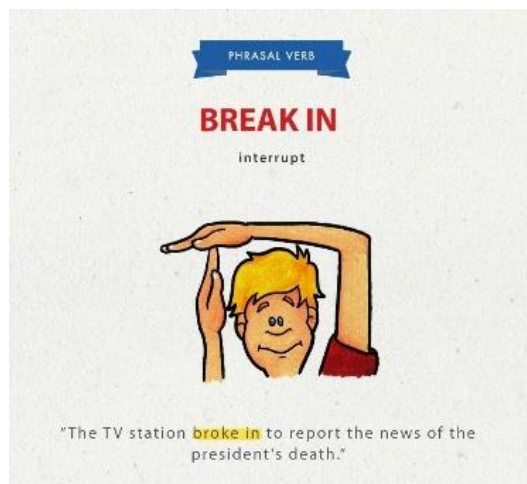 PHRASAL VERB
BREAK IN
interrupt
"The TV station broke in to report the news of the
president's death."